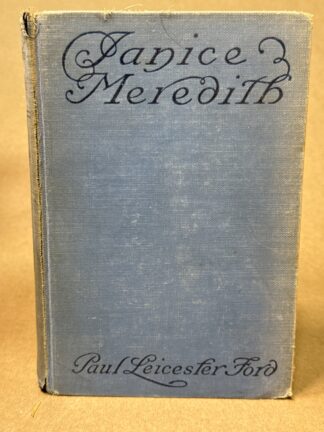 Janice
Meredith
Paul Leicester Ford